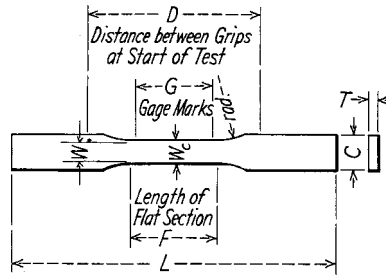 D
Distance between Grips
at Start of Test
G
Gage Marks
rad.
T
W
Wc
C
Length of
Flat Section
F
L